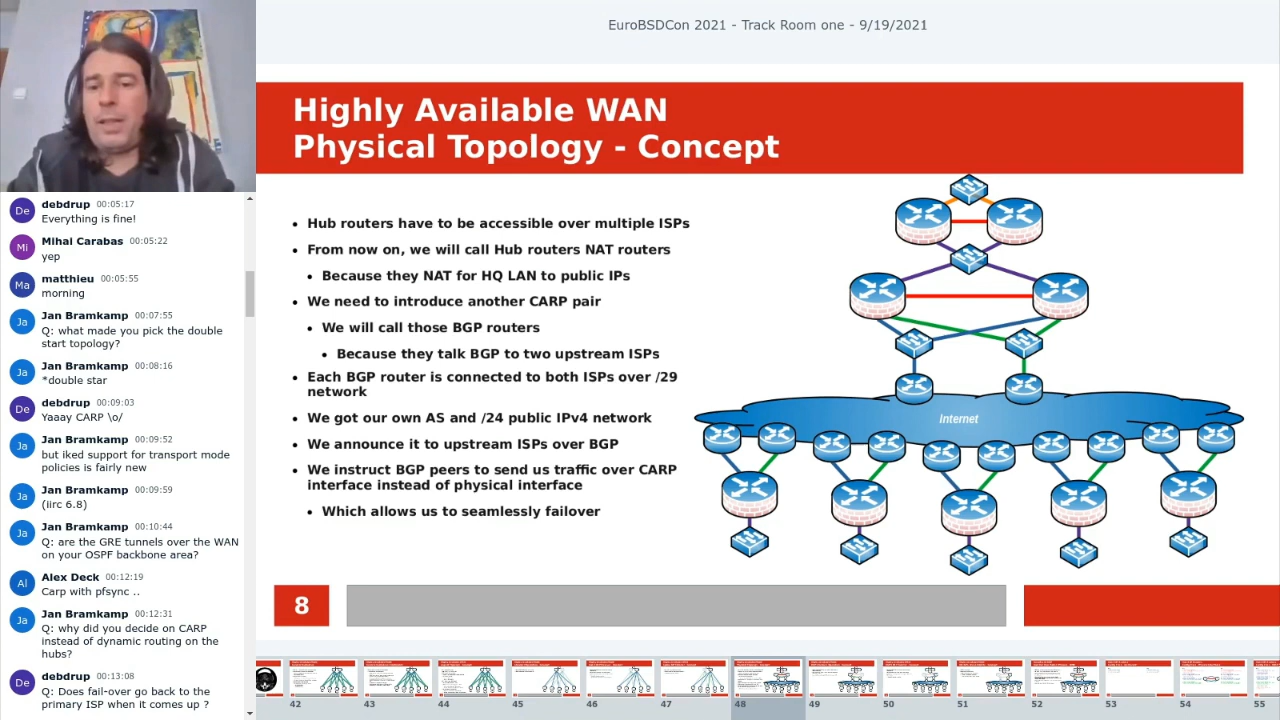 EuroBSDCon 2021 - Track Room one - 9/19/2021
De
debdrup 00:05:17
Everything is fine!
Mi
Mihai Carabas 00:05:22
yep
Ma
matthieu 00:05:55
morning
Ja
Jan Bramkamp 00:07:55
Q: what made you pick the double
start topology?
Ja
Jan Bramkamp 00:08:16
*double star
De
debdrup 00:09:03
Yaaay CARP \o/
Ja
Jan Bramkamp 00:09:52
but iked support for transport mode
policies is fairly new
Ja
Jan Bramkamp 00:09:59
(iirc 6.8)
Ja
Jan Bramkamp 00:10:44
Q: are the GRE tunnels over the WAN
on your OSPF backbone area?
Al
Alex Deck 00:12:19
Carp with pfsync ..
Ja
Jan Bramkamp 00:12:31
Q: why did you decide on CARP
instead of dynamic routing on the
hubs?
De
debdrup 00:13:08
Q: Does fail-over go back to the
primary ISP when it comes up ?
Highly Available WAN
Physical Topology - Concept
• Hub routers have to be accessible over multiple ISPs
• From now on, we will call Hub routers NAT routers
• Because they NAT for HQ LAN to public IPs
• We need to introduce another CARP pair
• We will call those BGP routers
• Because they talk BGP to two upstream ISPs
• Each BGP router is connected to both ISPs over /29
network
• We got our own AS and /24 public IPv4 network
• We announce it to upstream ISPs over BGP
• We instruct BGP peers to send us traffic over CARP
interface instead of physical interface
• Which allows us to seamlessly failover
Internet
8
42 43 44 45 46 47 48 49 50 51 52 53 54 55